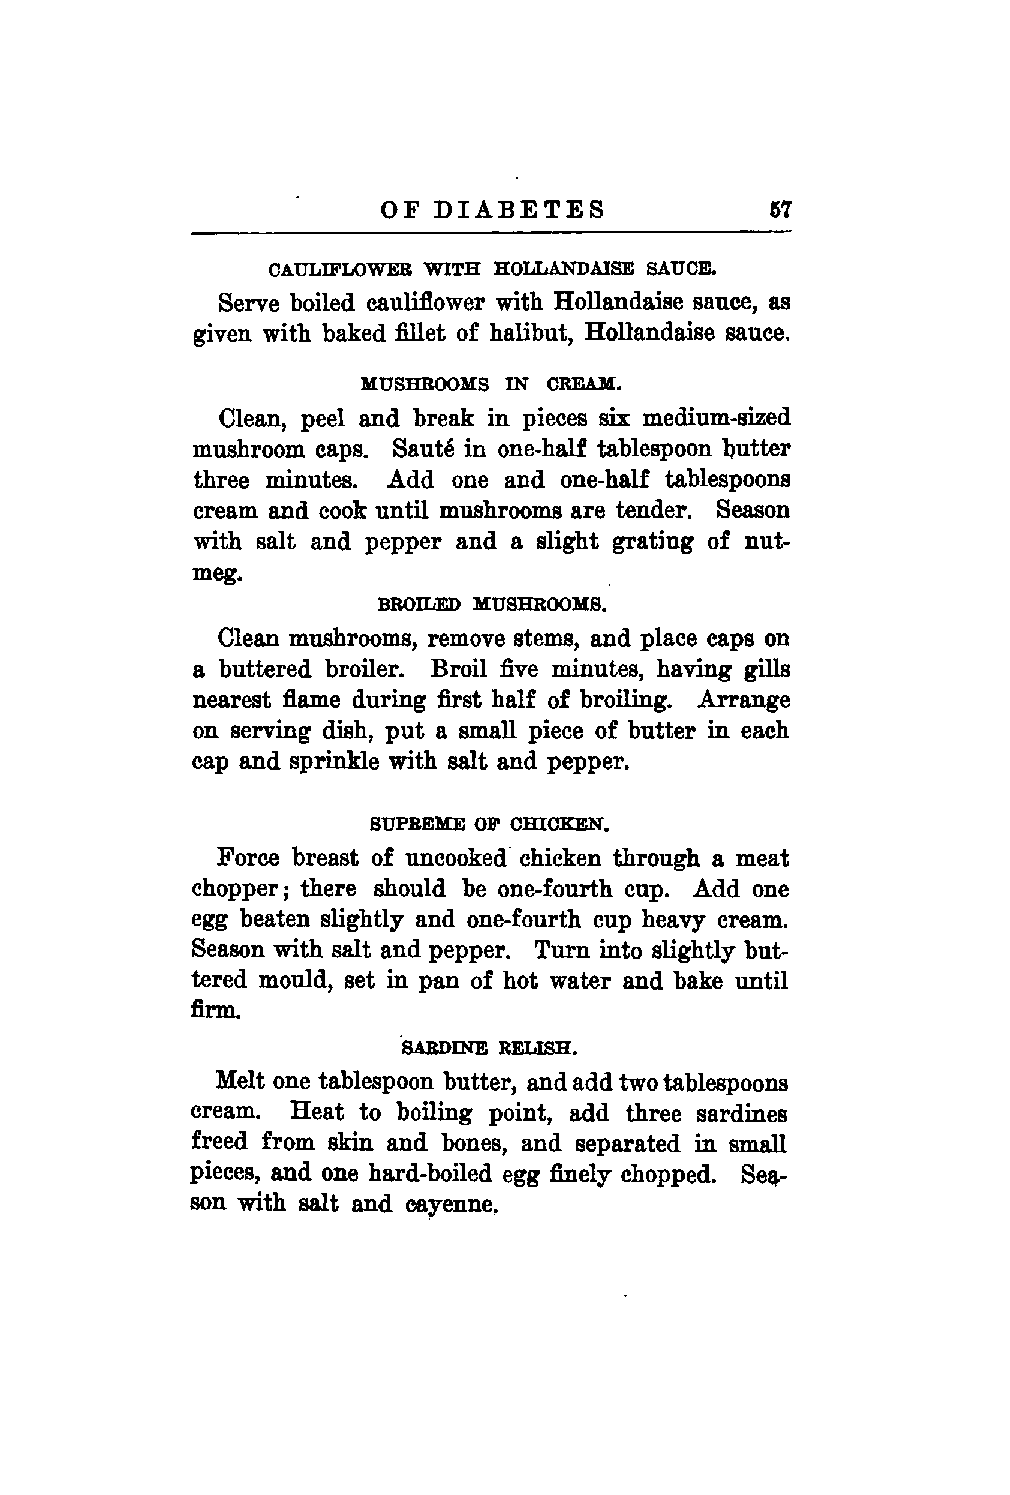 OF DIABETES 57
CAULIFLOWER WITH HOLLANDAISE SAUCE.
Serve boiled cauliflower with Hollandaise sauce, as
given with baked fillet of halibut, Hollandaise sauce.
MUSHROOMS IN CREAM.
Clean, peel and break in pieces six medium-sized
mushroom caps. Sauté in one-half tablespoon butter
three minutes. Add one and one-half tablespoons
cream and cook until mushrooms are tender. Season
with salt and pepper and a slight grating of nut-
meg.
BROILED MUSHROOMS.
Clean mushrooms, remove stems, and place caps on
a buttered broiler. Broil five minutes, having gills
nearest flame during first half of broiling. Arrange
on serving dish, put a small piece of butter in each
cap and sprinkle with salt and pepper.
SUPREME OF CHICKEN.
Force breast of uncooked chicken through a meat
chopper; there should be one-fourth cup. Add one
egg beaten slightly and one-fourth cup heavy cream.
Season with salt and pepper. Turn into slightly but-
tered mould, set in pan of hot water and bake until
firm.
SARDINE RELISH.
Melt one tablespoon butter, and add two tablespoons
cream. Heat to boiling point, add three sardines
freed from skin and bones, and separated in small
pieces, and one hard-boiled egg finely chopped. Sea-
son with salt and cayenne.